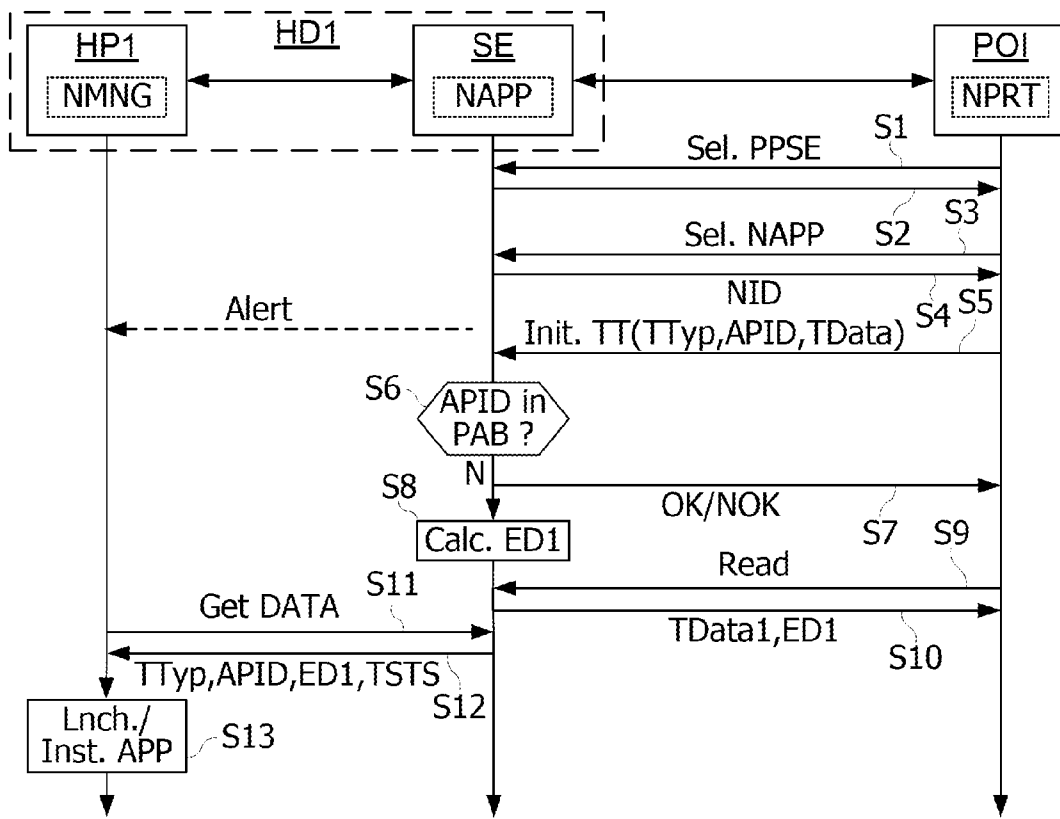 HP1
HD1
SE
POI
NMNG
NAPP
NPRT
S1
Sel. PPSE
S2
S3
Sel. NAPP
NID
S4
S5
Alert
Init. TT(TTyp,APID,TData)
S6
APID in
PAB ?
N
S8
OK/NOK
S7
S9
Calc. ED1
Read
S11
Get DATA
TData1,ED1
S10
TTyp,APID,ED1,TSTS
S12
Lnch./
Inst. APP
S13